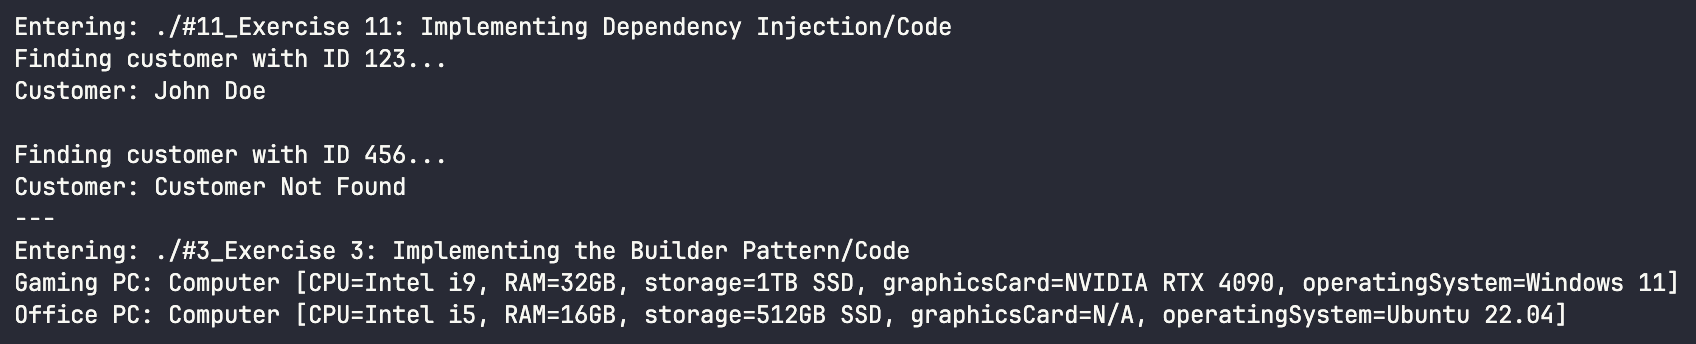 Entering: ./#11_Exercise 11: Implementing Dependency Injection/Code
Finding customer with ID 123...
Customer: John Doe

Finding customer with ID 456...
Customer: Customer Not Found
---
Entering: ./#3_Exercise 3: Implementing the Builder Pattern/Code
Gaming PC: Computer [CPU=Intel i9, RAM=32GB, storage=1TB SSD, graphicsCard=NVIDIA RTX 4090, operatingSystem=Windows 11]
Office PC: Computer [CPU=Intel i5, RAM=16GB, storage=512GB SSD, graphicsCard=N/A, operatingSystem=Ubuntu 22.04]